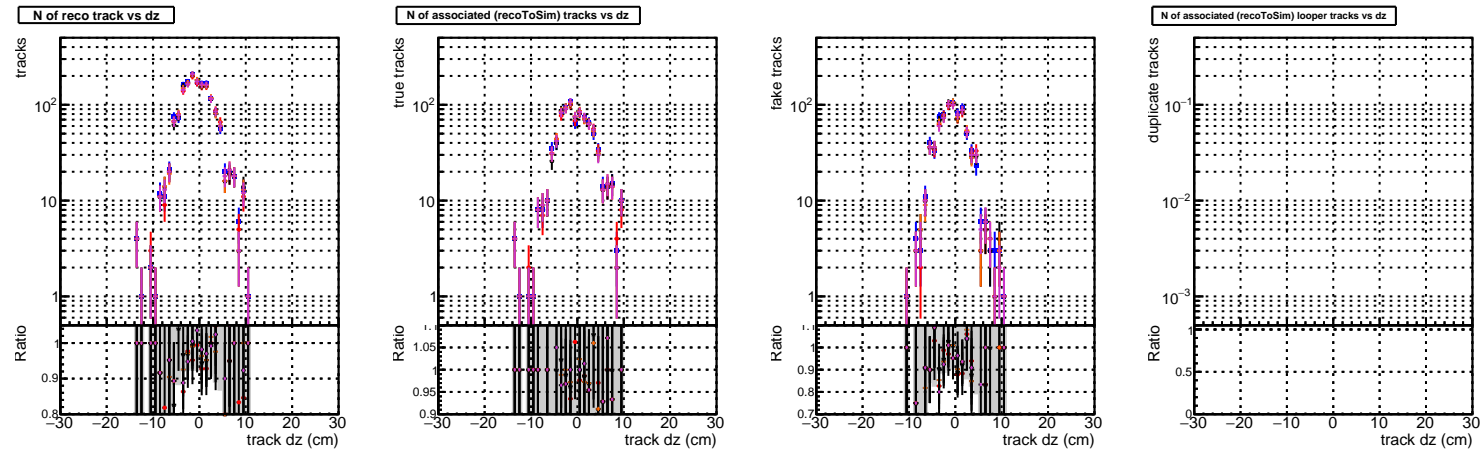 N of reco track vs dz
tracks
10²
10
1
Ratio
1
0.9
0.8
−30 −20 −10 0 10 20 30
track dz (cm)
N of associated (recoToSim) tracks vs dz
true tracks
10²
10
1
Ratio
1.05
1
0.95
0.9
−30 −20 −10 0 10 20 30
track dz (cm)
fake tracks
10²
10
1
Ratio
1.1
1
0.9
0.8
0.7
−30 −20 −10 0 10 20 30
track dz (cm)
N of associated (recoToSim) looper tracks vs dz
duplicate tracks
10⁻¹
10⁻²
10⁻³
Ratio
1
0.5
0
−30 −20 −10 0 10 20 30
track dz (cm)